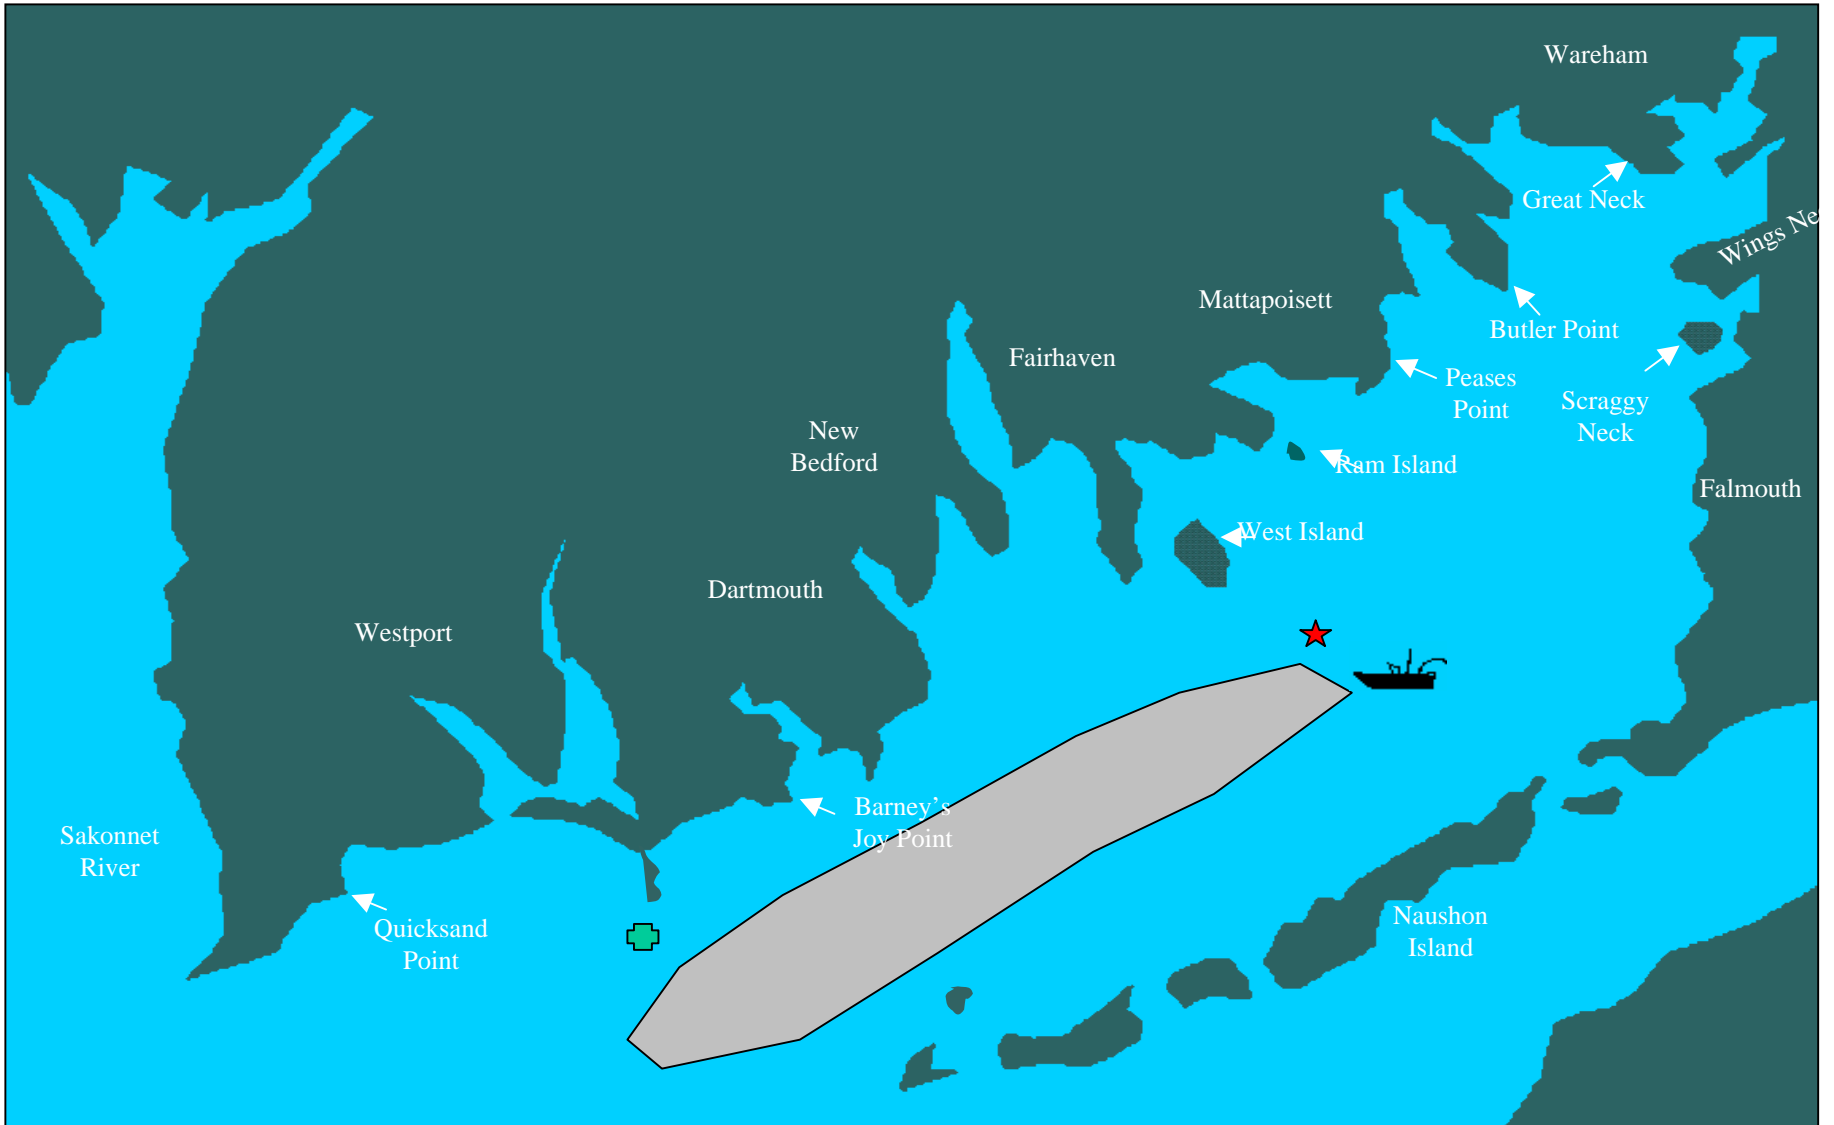 Wareham
Great Neck
Wings Ne
Mattapoisett
Butler Point
Fairhaven
Peases
Point
Scraggy
Neck
New
Bedford
Ram Island
Falmouth
West Island
Dartmouth
Westport
Barney’s
Joy Point
Sakonnet
River
Quicksand
Point
Naushon
Island